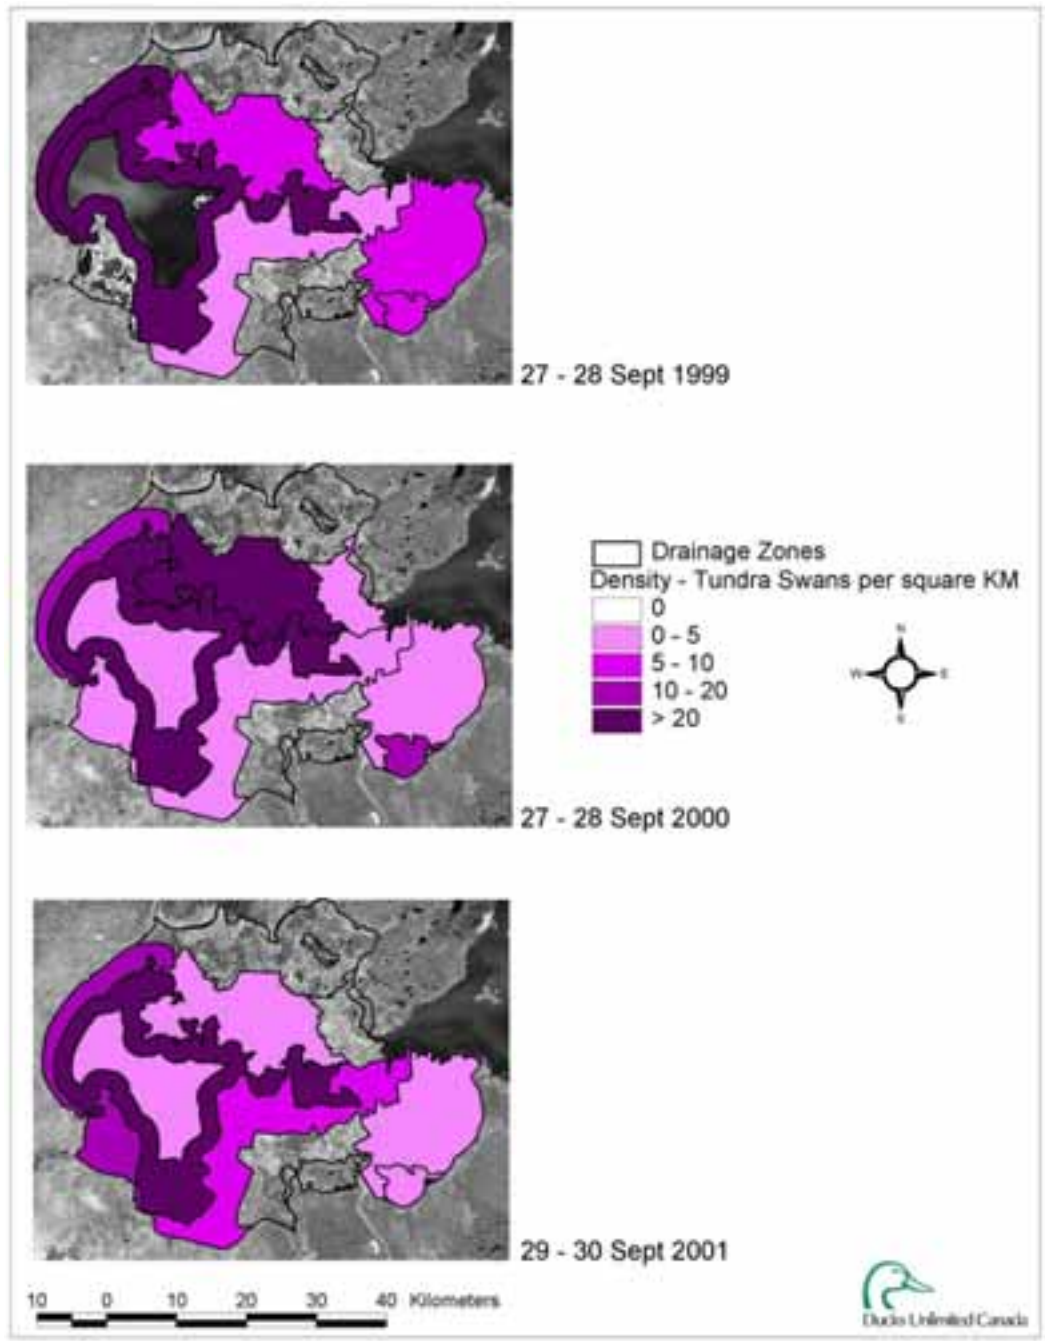 27 - 28 Sept 1999
27 - 28 Sept 2000
Drainage Zones
Density - Tundra Swans per square KM
0
0 - 5
5 - 10
10 - 20
> 20
N
W
E
S
29 - 30 Sept 2001
10 0 10 20 30 40 Kilometers
Ducks Unlimited Canada